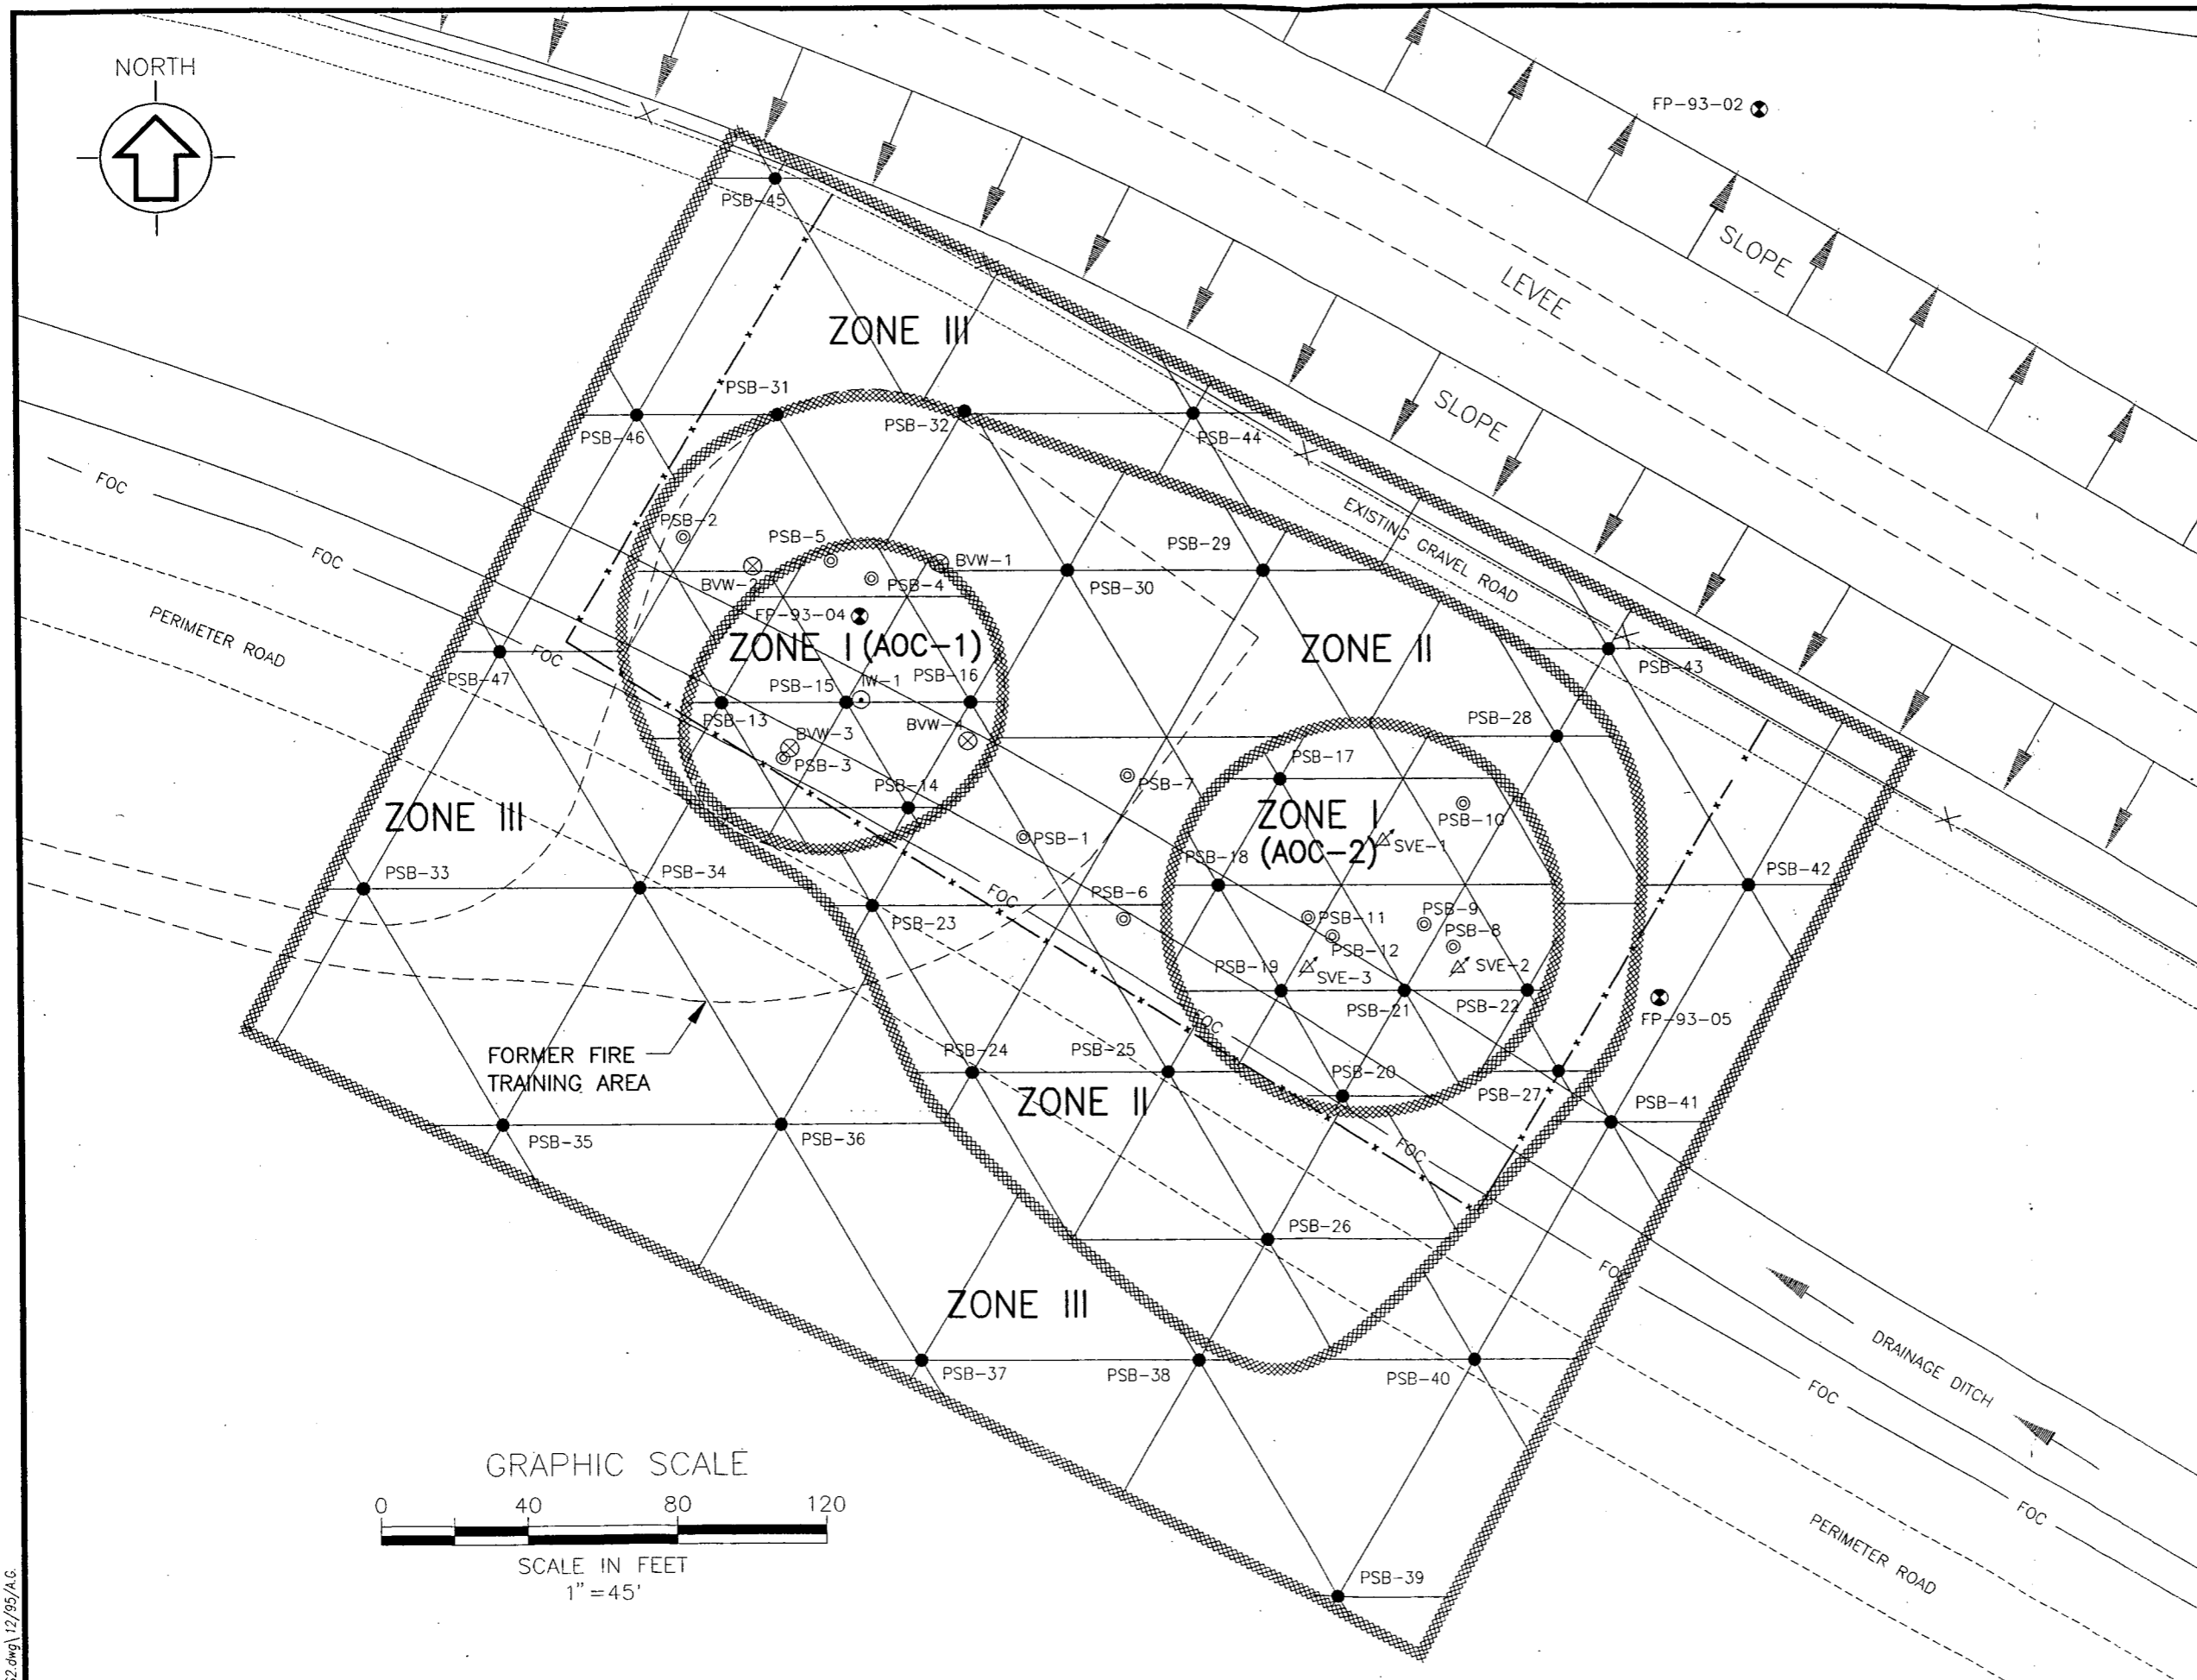 NORTH
FP-93-02
SLOPE
LEVEE
PSB-45
ZONE III
PSB-31
PSB-32
PSB-46
PSB-44
SLOPE
FOC
FOC
PSB-2
PSB-5
BVW-1
PSB-29
EXISTING GRAVEL ROAD
BVW-2
PSB-4
PSB-30
FP-93-04
PERIMETER ROAD
FOC
ZONE I (AOC-1)
ZONE II
PSB-43
PSB-47
PSB-15
IW-1
PSB-16
PSB-13
BVW-4
PSB-28
BVW-3
PSB-3
PSB-17
PSB-7
PSB-14
ZONE III
ZONE I
(AOC-2)
PSB-10
PSB-1
SVE-1
PSB-18
PSB-33
PSB-34
PSB-42
PSB-6
FOC
PSB-23
PSB-11
PSB-9
PSB-12
PSB-8
PSB-19
SVE-3
SVE-2
PSB-21
PSB-22
FP-93-05
FOC
FORMER FIRE
TRAINING AREA
PSB-24
PSB-25
PSB-20
PSB-27
ZONE II
PSB-41
PSB-35
PSB-36
FOC
PSB-26
FOC
ZONE III
DRAINAGE DITCH
PSB-37
PSB-38
PSB-40
FOC
GRAPHIC SCALE
0 40 80 120
SCALE IN FEET
1"=45'
FOC
PERIMETER ROAD
PSB-39
S2.dwg\12/95/A.G.